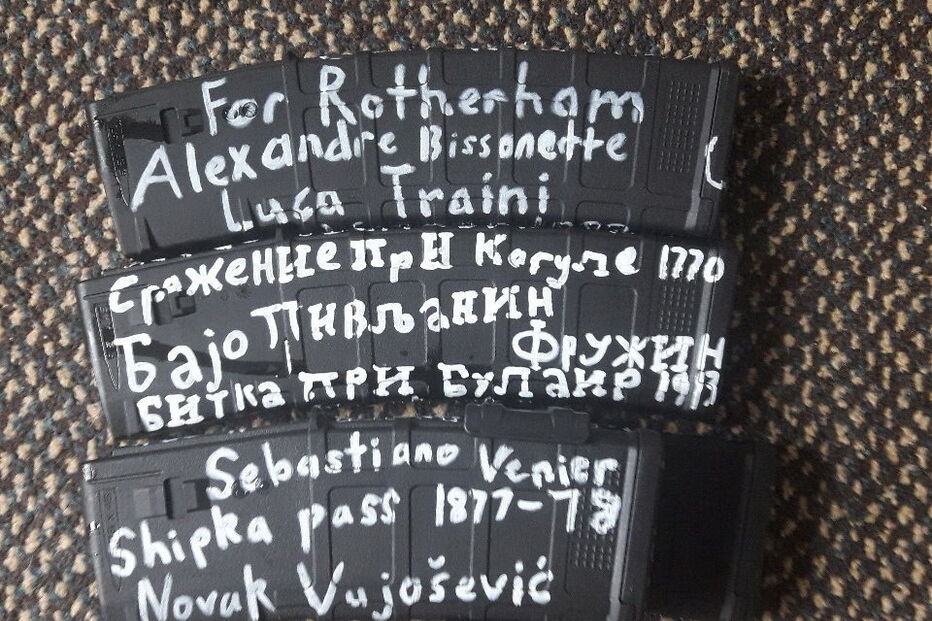 For Rotherham
Alexandre Bissonette
Luca Traini
Сражение при Кагуле 1770
Бајо Пивљанин
Фружин
Битка при Булаир 1913
Sebastiano Venier
Shipka pass 1877-78
Novak Vujošević